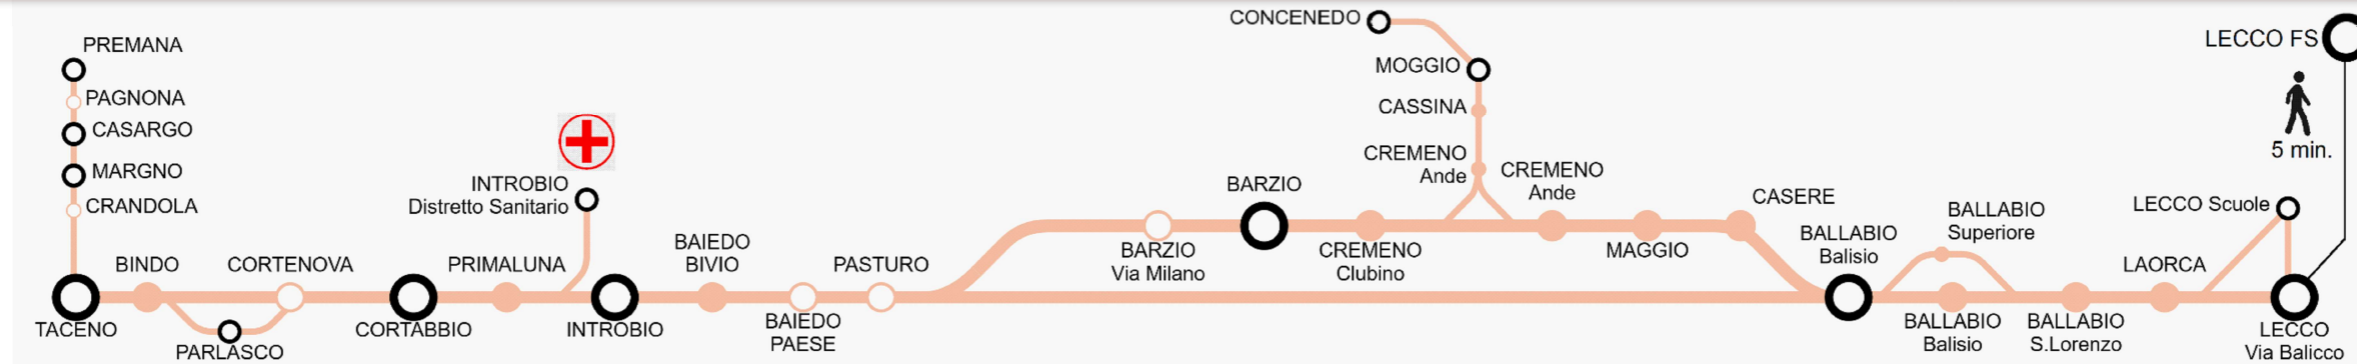 PREMANA
PAGNONA
CASARGO
MARGNO
CRANDOLA
TACENO
BINDO
PARLASCO
CORTENOVA
CORTABBIO
PRIMALUNA
INTROBIO
Distretto Sanitario
INTROBIO
BAIEDO
BIVIO
BAIEDO
PAESE
PASTURO
BARZIO
Via Milano
BARZIO
CREMENO
Clubino
CONCENEDO
MOGGIO
CASSINA
CREMENO
Ande
CREMENO
Ande
MAGGIO
CASERE
BALLABIO
Balisio
BALLABIO
Superiore
BALLABIO
Balisio
BALLABIO
S.Lorenzo
LAORCA
LECCO Scuole
LECCO
Via Balicco
LECCO FS
5 min.